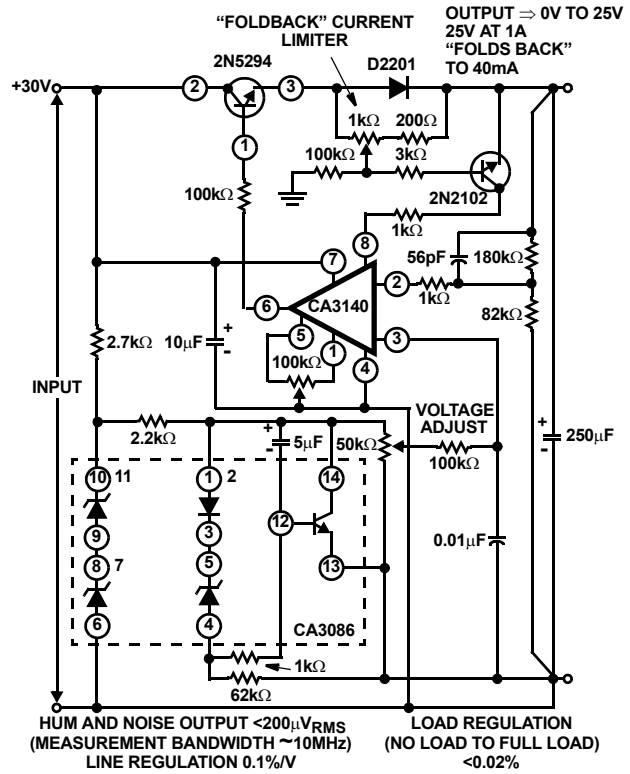 “FOLDBACK” CURRENT
LIMITER
OUTPUT ⇒ 0V TO 25V
25V AT 1A
“FOLDS BACK”
TO 40mA
2N5294
D2201
+30V
2
3
1
1kΩ
200Ω
100kΩ
3kΩ
2N2102
100kΩ
1kΩ
8
7
56pF
180kΩ
2
1kΩ
6
CA3140
82kΩ
3
5
1
4
2.7kΩ
10μF
+
-
100kΩ
INPUT
VOLTAGE
ADJUST
2.2kΩ
+
-
5μF
50kΩ
100kΩ
+
-
250μF
10 11
1 2
14
12
9
3
0.01μF
8 7
5
13
6
4
CA3086
1kΩ
62kΩ
HUM AND NOISE OUTPUT <200μVRMS
(MEASUREMENT BANDWIDTH ~10MHz)
LINE REGULATION 0.1%/V
LOAD REGULATION
(NO LOAD TO FULL LOAD)
<0.02%